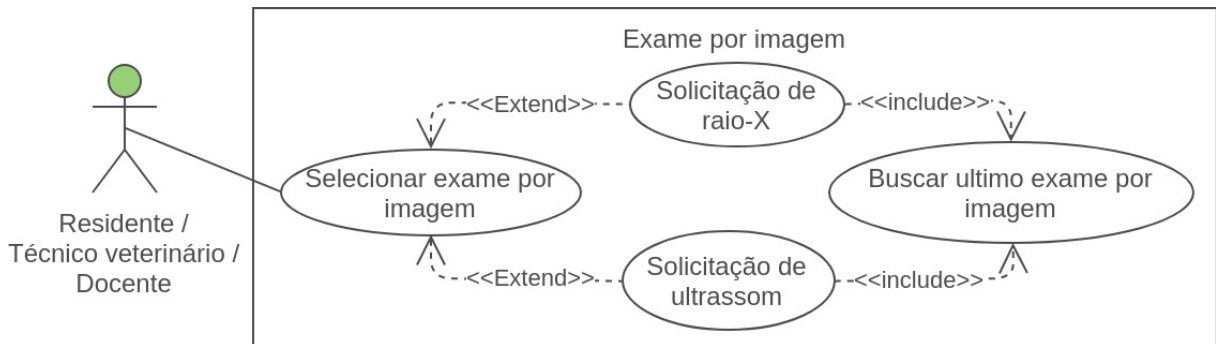 Exame por imagem
Solicitação de
raio-X
<<Extend>>
<<include>>
Selecionar exame por
imagem
Buscar ultimo exame por
imagem
Residente /
Técnico veterinário /
Docente
<<Extend>>
Solicitação de
ultrassom
<<include>>